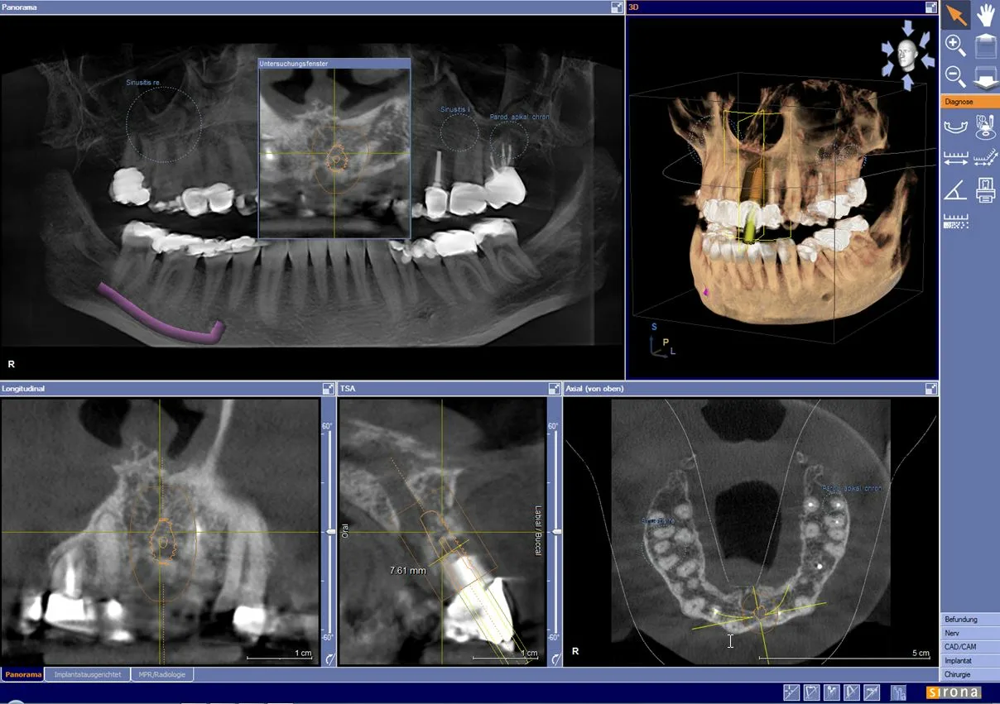 Panorama
Untersuchungsfenster
Sinusitis re.
Sinusitis li
Parod. apikal chron
R
3D
S
P
L
Diagnose
Longitudinal
60°
-60°
1 cm
TSA
Oral
Labial / Buccal
7.61 mm
60°
-60°
1 cm
Axial (von oben)
Parod apikal chron
R
5 cm
Befundung
Nerv
CAD/CAM
Implantat
Chirurgie
Panorama
Implantatausgerichtet
MPR/Radiologie
sirona